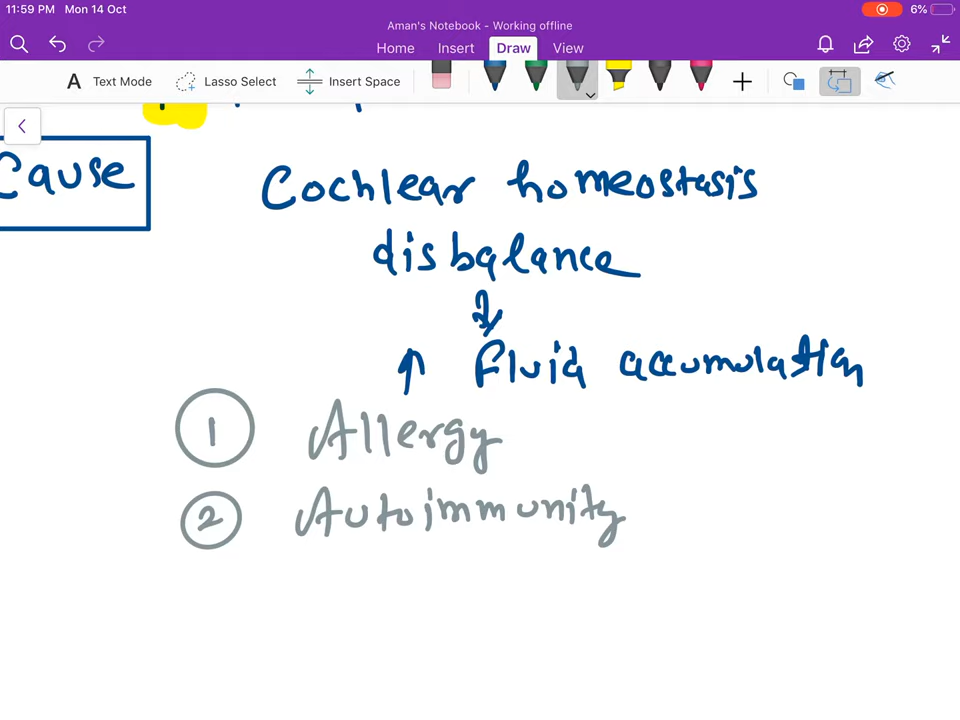 11:59 PM Mon 14 Oct 6%
Aman's Notebook - Working offline
Home Insert Draw View
Text Mode Lasso Select Insert Space
Cause
Cochlear homeostasis
disbalance
↓
↑ Fluid accumulation
1 Allergy
2 Autoimmunity